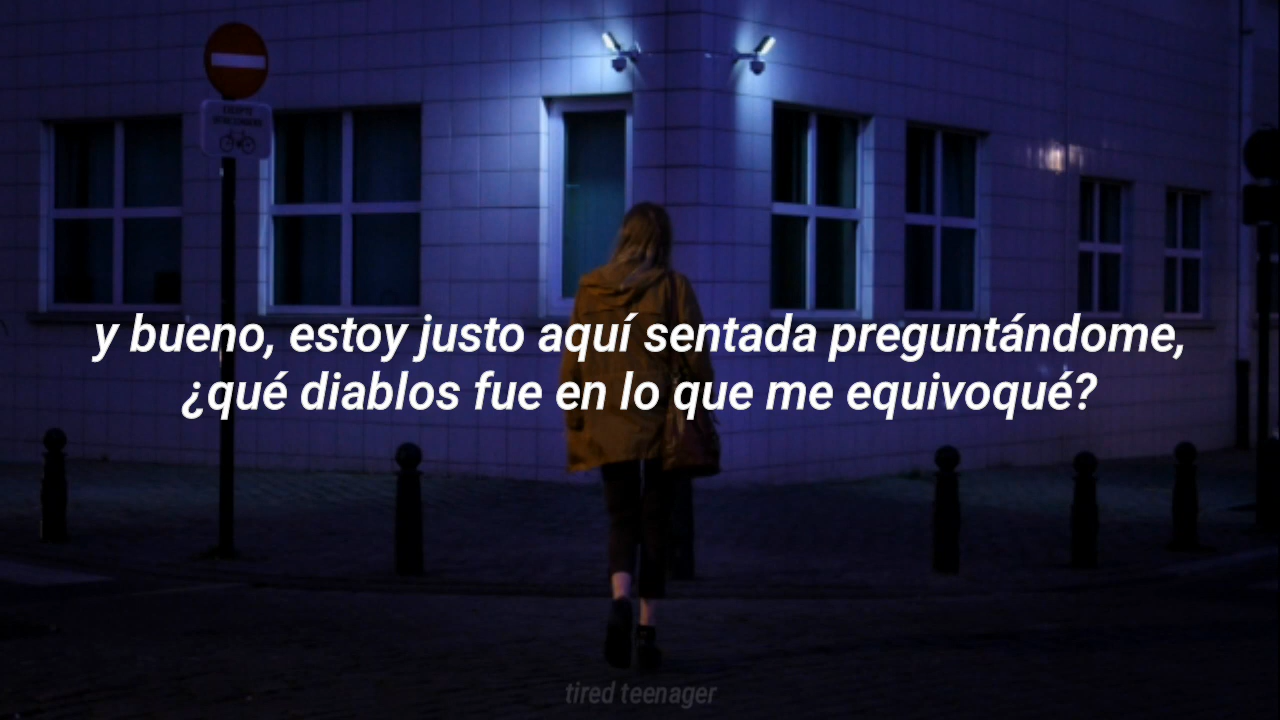 y bueno, estoy justo aquí sentada preguntándome,
¿qué diablos fue en lo que me equivoqué?
tired teenager